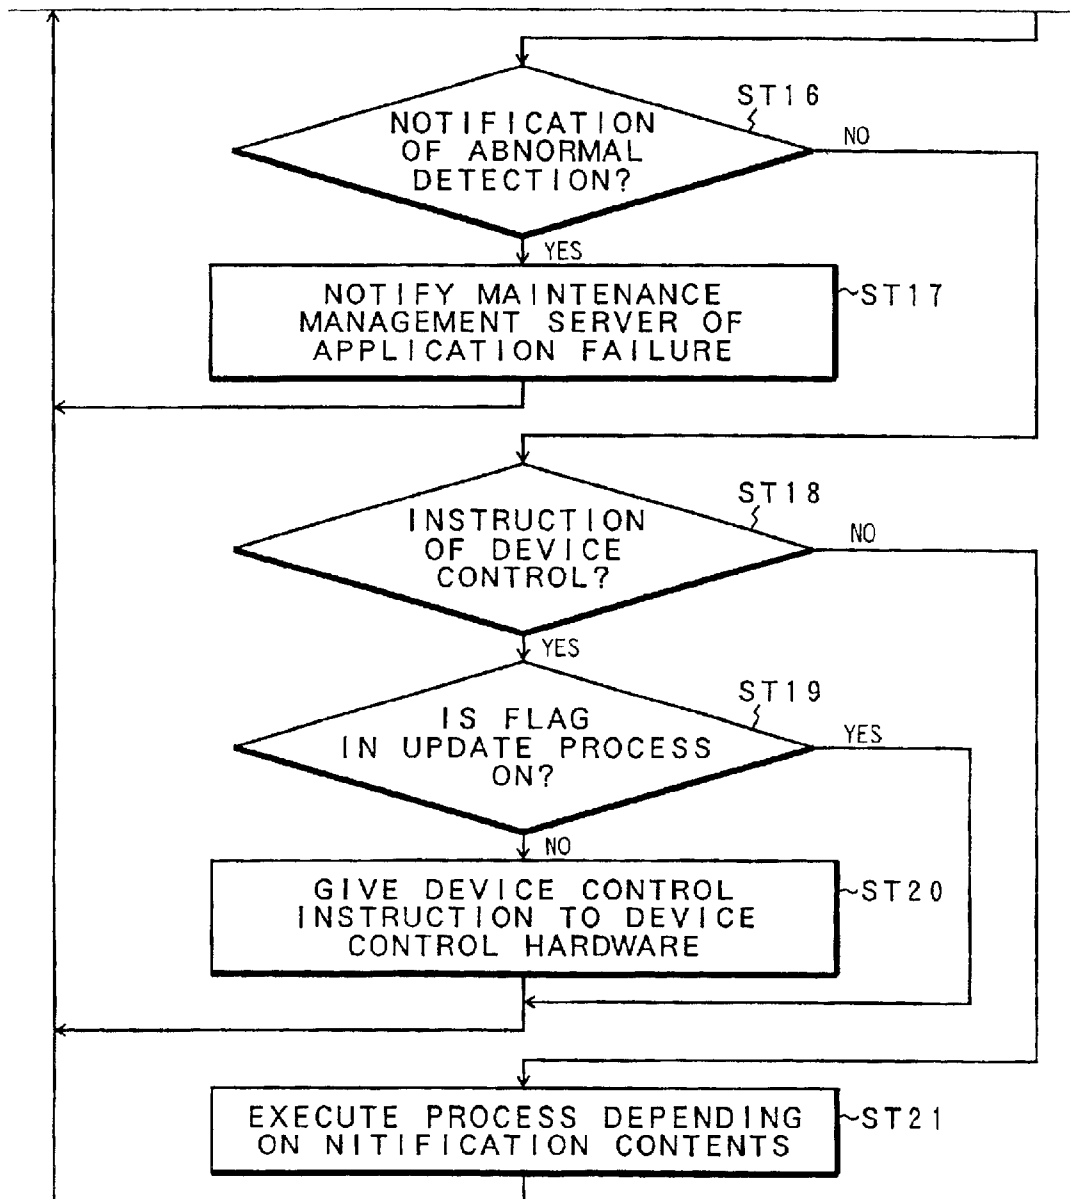 ST16
NOTIFICATION
OF ABNORMAL
DETECTION?
NO
YES
NOTIFY MAINTENANCE
MANAGEMENT SERVER OF
APPLICATION FAILURE
ST17
ST18
INSTRUCTION
OF DEVICE
CONTROL?
NO
YES
ST19
IS FLAG
IN UPDATE PROCESS
ON?
YES
NO
GIVE DEVICE CONTROL
INSTRUCTION TO DEVICE
CONTROL HARDWARE
ST20
EXECUTE PROCESS DEPENDING
ON NITIFICATION CONTENTS
ST21